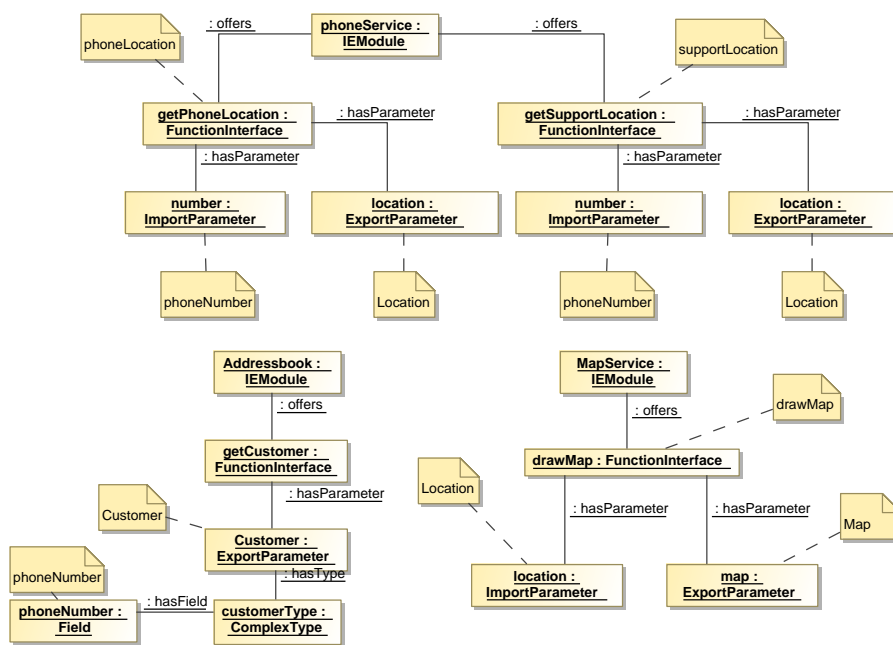 : offers
phoneService :
IEModule
: offers
phoneLocation
supportLocation
getPhoneLocation :
FunctionInterface
: hasParameter
getSupportLocation :
FunctionInterface
: hasParameter
: hasParameter
: hasParameter
number :
ImportParameter
location :
ExportParameter
number :
ImportParameter
location :
ExportParameter
phoneNumber
Location
phoneNumber
Location
Addressbook :
IEModule
MapService :
IEModule
: offers
: offers
drawMap
getCustomer :
FunctionInterface
drawMap : FunctionInterface
: hasParameter
Location
: hasParameter
: hasParameter
Customer
Map
Customer :
ExportParameter
: hasType
phoneNumber
location :
ImportParameter
map :
ExportParameter
phoneNumber :
Field
: hasField
customerType :
ComplexType